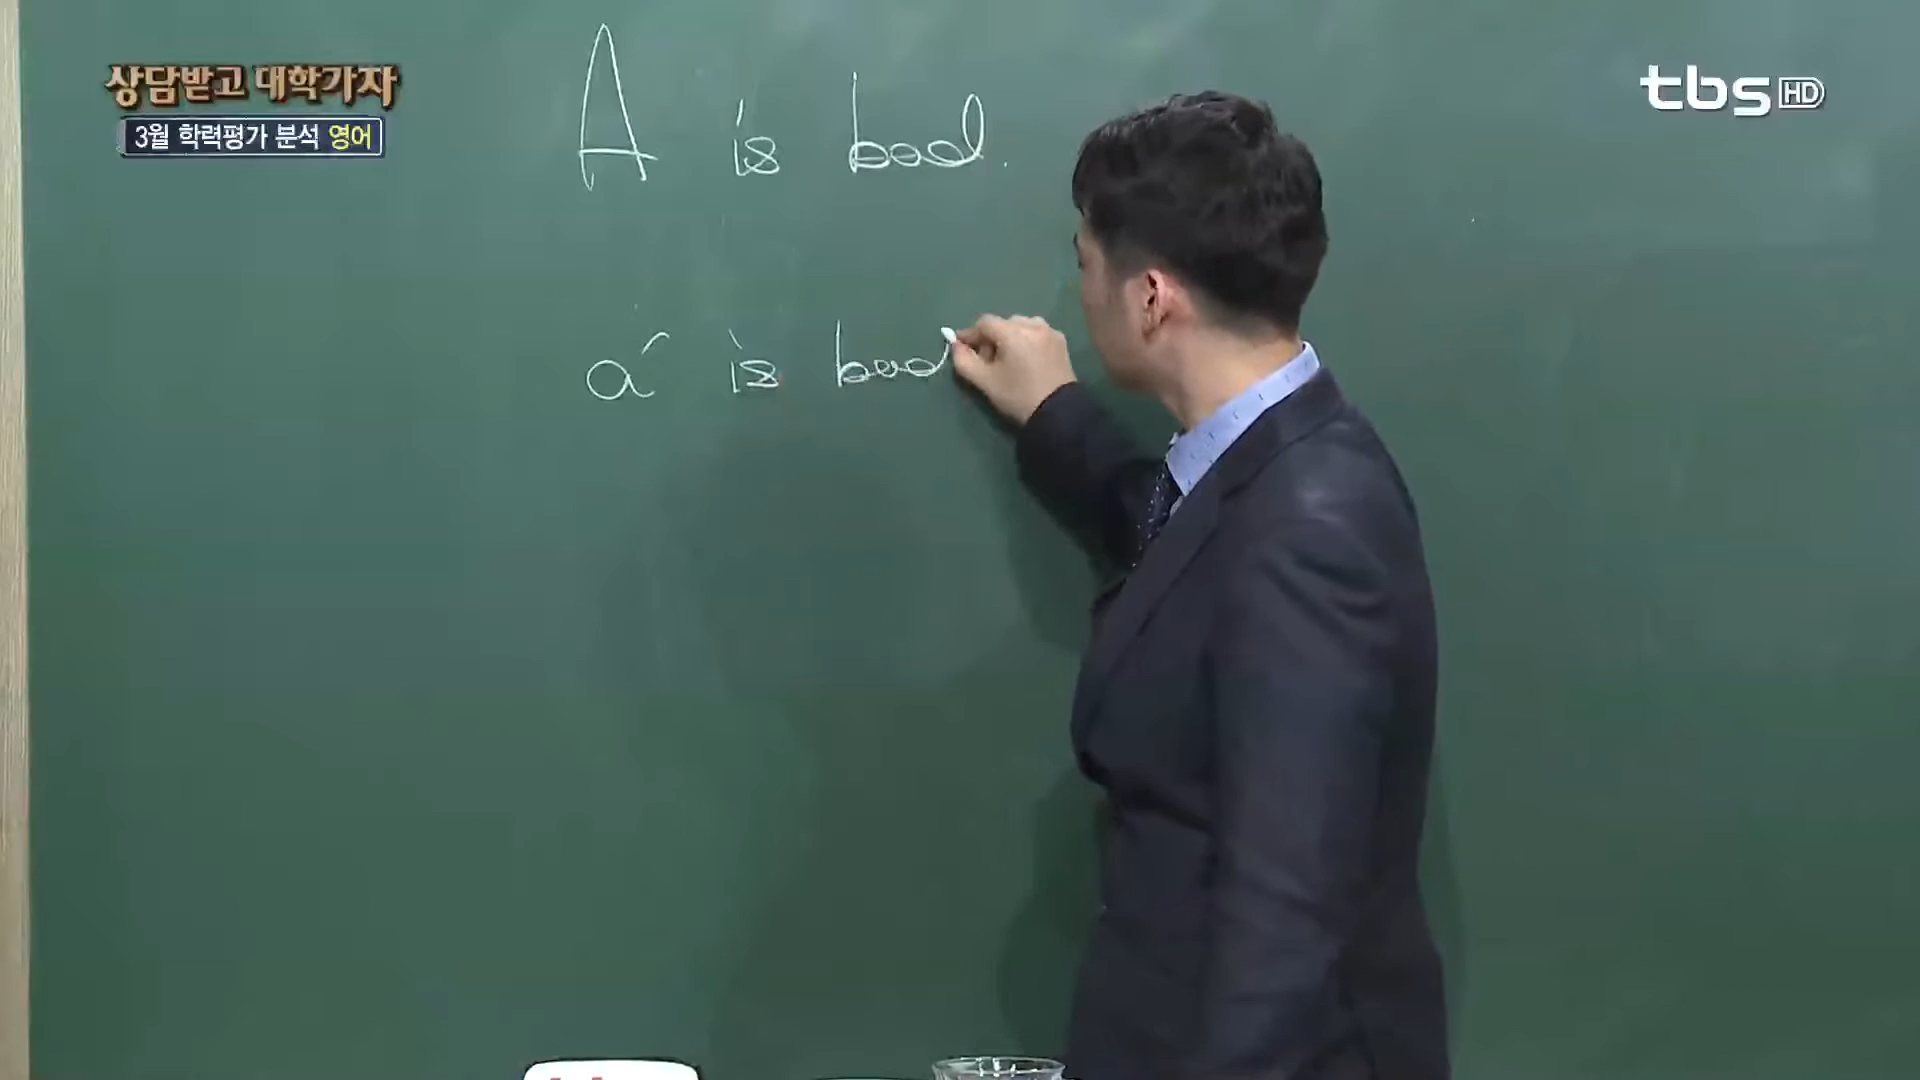 상담받고 대학가자
3월 학력평가 분석 영어
tbs HD
A is bad.
a´ is bad